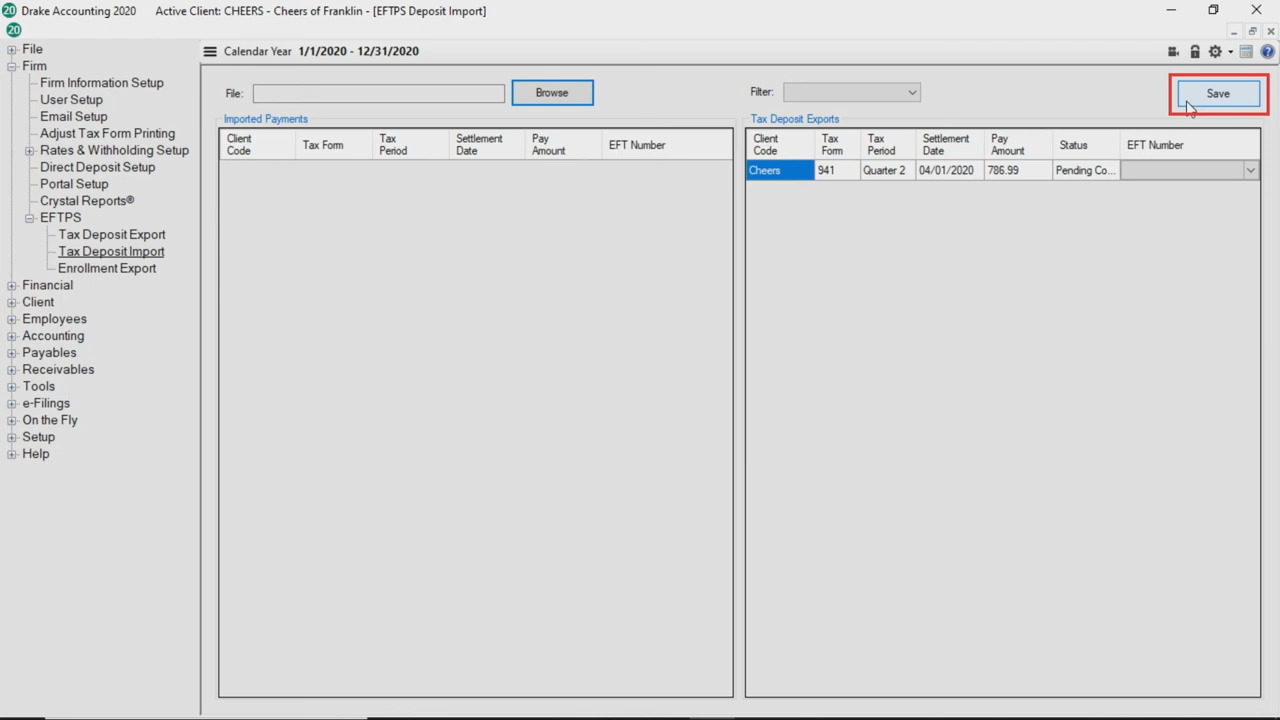 20 Drake Accounting 2020 Active Client: CHEERS - Cheers of Franklin - [EFTPS Deposit Import]
20
File
Firm
Firm Information Setup
User Setup
Email Setup
Adjust Tax Form Printing
Rates & Withholding Setup
Direct Deposit Setup
Portal Setup
Crystal Reports®
EFTPS
Tax Deposit Export
Tax Deposit Import
Enrollment Export
Financial
Client
Employees
Accounting
Payables
Receivables
Tools
e-Filings
On the Fly
Setup
Help
Calendar Year 1/1/2020 - 12/31/2020
File: Browse Filter: Save
Imported Payments
Client Code Tax Form Tax Period Settlement Date Pay Amount EFT Number
Tax Deposit Exports
Client Code Tax Form Tax Period Settlement Date Pay Amount Status EFT Number
Cheers 941 Quarter 2 04/01/2020 786.99 Pending Co...